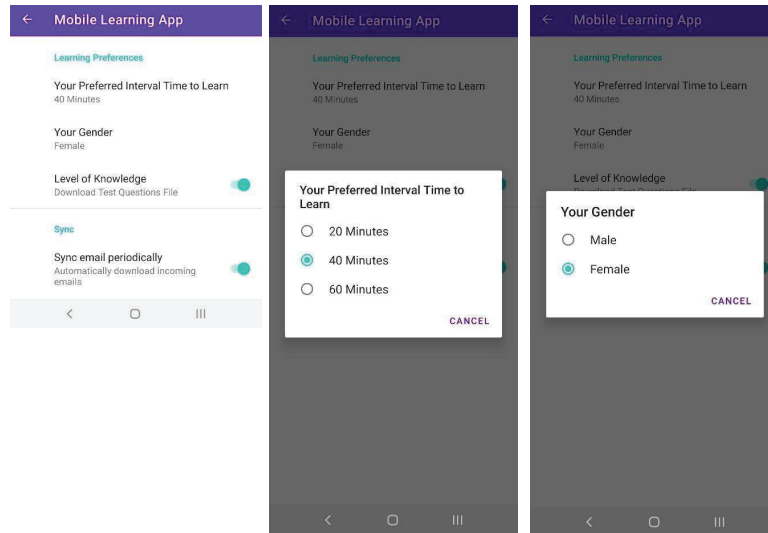 Mobile Learning App
Learning Preferences
Your Preferred Interval Time to Learn
40 Minutes
Your Gender
Female
Level of Knowledge
Download Test Questions File
Sync
Sync email periodically
Automatically download incoming
emails
Mobile Learning App
Learning Preferences
Your Preferred Interval Time to Learn
40 Minutes
Your Gender
Female
Your Preferred Interval Time to
Learn
20 Minutes
40 Minutes
60 Minutes
CANCEL
Mobile Learning App
Learning Preferences
Your Preferred Interval Time to Learn
40 Minutes
Your Gender
Female
Level of Knowledge
Download Test Questions File
Your Gender
Male
Female
CANCEL